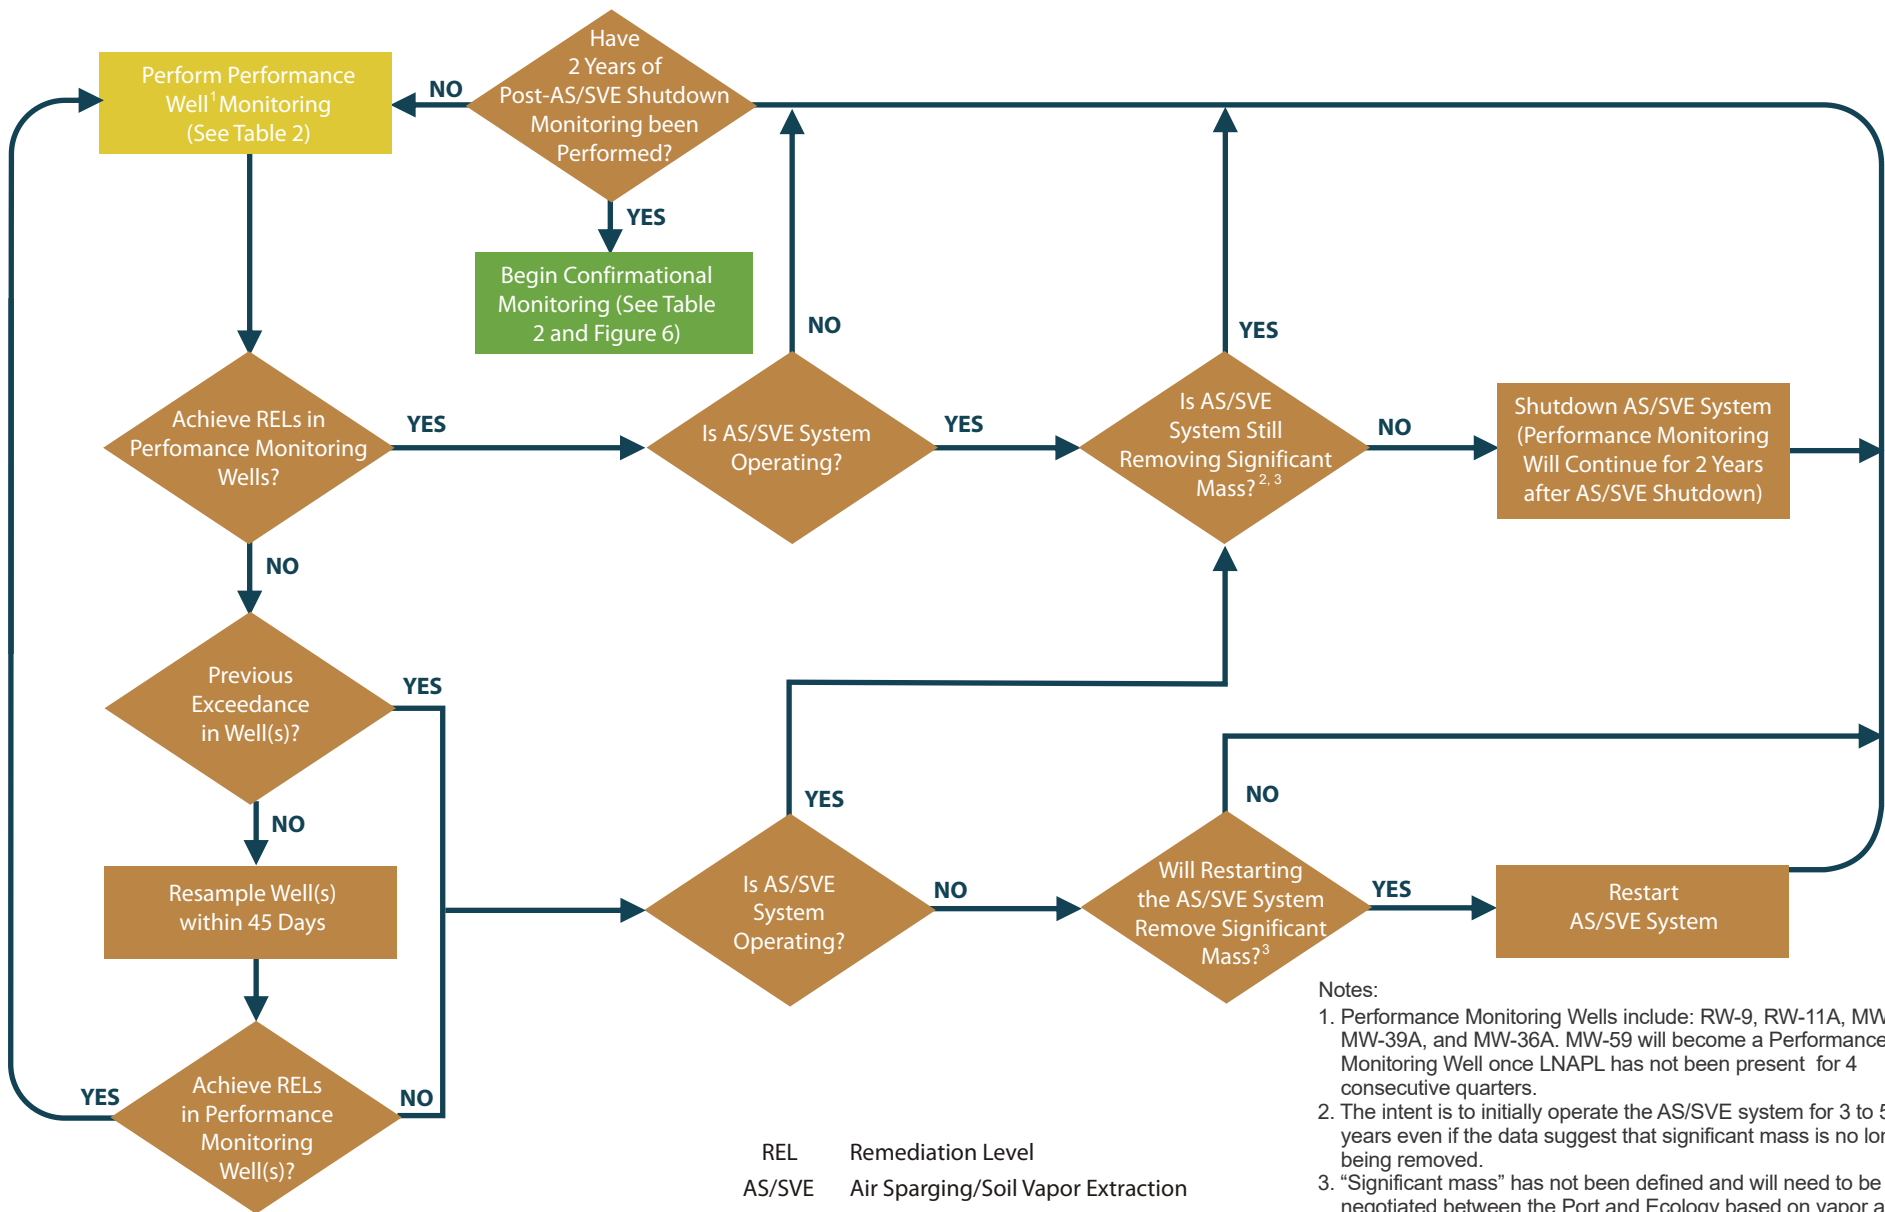 Have
2 Years of
Post-AS/SVE Shutdown
Monitoring been
Performed?
Perform Performance
Well¹ Monitoring
(See Table 2)
NO
YES
Begin Confirmational
Monitoring (See Table
2 and Figure 6)
NO
YES
Achieve RELs in
Perfomance Monitoring
Wells?
YES
Is AS/SVE System
Operating?
YES
Is AS/SVE
System Still
Removing Significant
Mass?²,³
NO
Shutdown AS/SVE System
(Performance Monitoring
Will Continue for 2 Years
after AS/SVE Shutdown)
NO
Previous
Exceedance
in Well(s)?
YES
NO
Resample Well(s)
within 45 Days
YES
Is AS/SVE
System
Operating?
NO
NO
Will Restarting
the AS/SVE System
Remove Significant
Mass?³
YES
Restart
AS/SVE System
YES
Achieve RELs
in Performance
Monitoring
Well(s)?
NO
REL Remediation Level
AS/SVE Air Sparging/Soil Vapor Extraction
Notes:
1. Performance Monitoring Wells include: RW-9, RW-11A, MW
MW-39A, and MW-36A. MW-59 will become a Performance
Monitoring Well once LNAPL has not been present for 4
consecutive quarters.
2. The intent is to initially operate the AS/SVE system for 3 to 5
years even if the data suggest that significant mass is no lon
being removed.
3. “Significant mass” has not been defined and will need to be
negotiated between the Port and Ecology based on vapor a